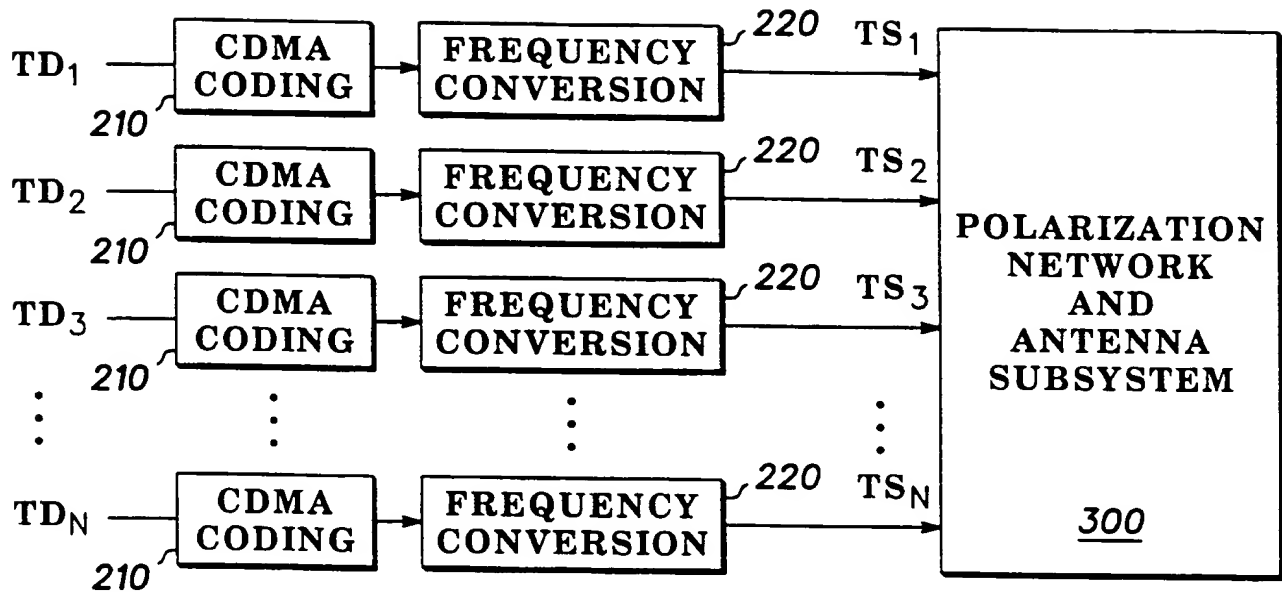 TD1
CDMA
CODING
210
FREQUENCY
CONVERSION
220
TS1
TD2
CDMA
CODING
210
FREQUENCY
CONVERSION
220
TS2
TD3
CDMA
CODING
210
FREQUENCY
CONVERSION
220
TS3
TDN
CDMA
CODING
210
FREQUENCY
CONVERSION
220
TSN
POLARIZATION
NETWORK
AND
ANTENNA
SUBSYSTEM
300